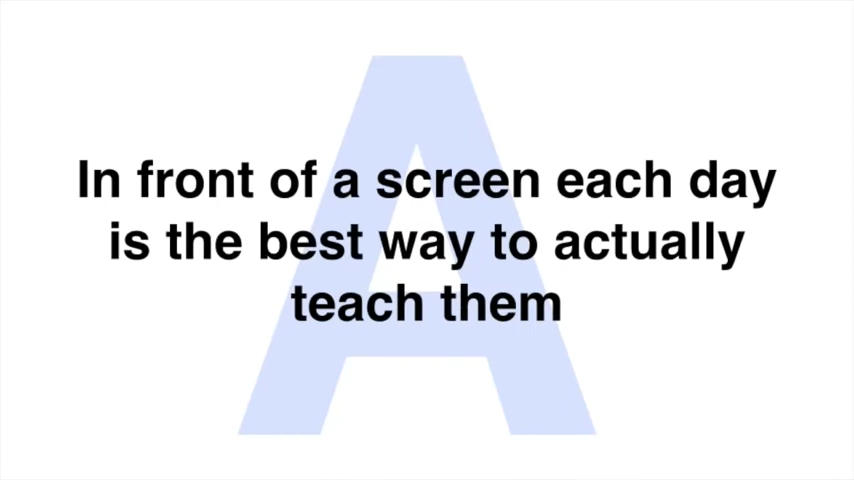 A
In front of a screen each day
is the best way to actually
teach them